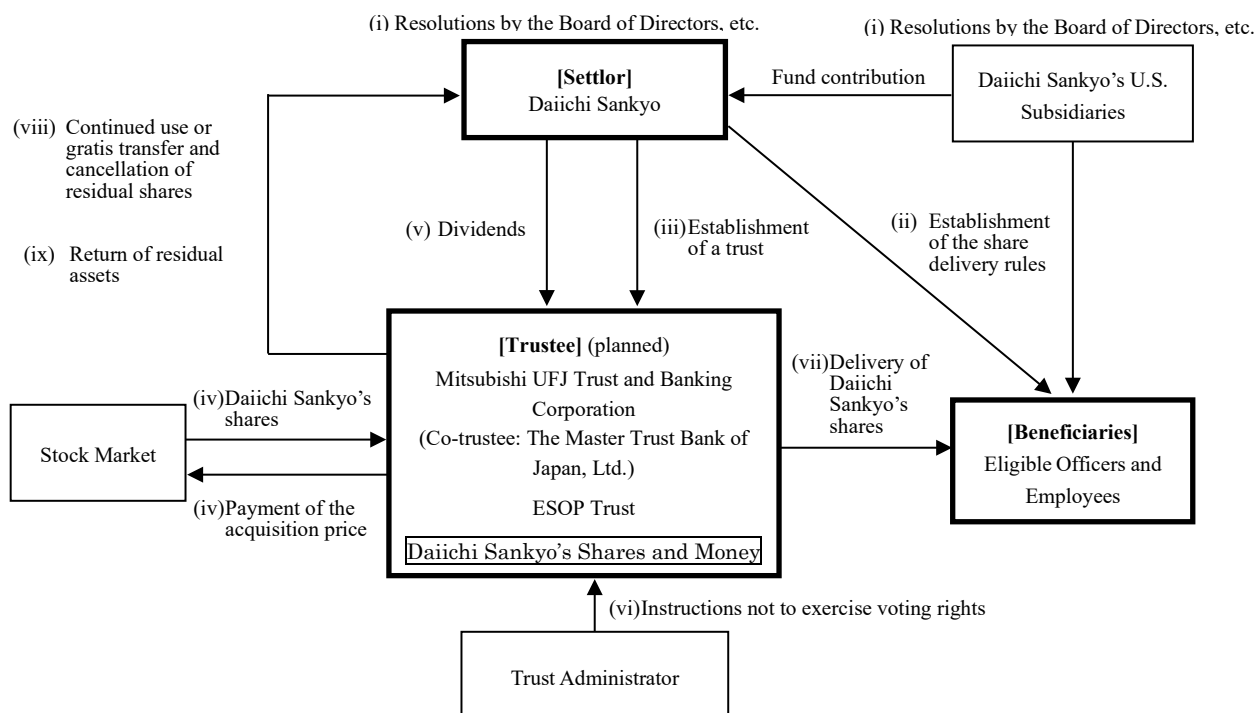 (i) Resolutions by the Board of Directors, etc.
(i) Resolutions by the Board of Directors, etc.
[Settlor]
Daiichi Sankyo
Fund contribution
Daiichi Sankyo’s U.S.
Subsidiaries
(viii) Continued use or
gratis transfer and
cancellation of
residual shares
(ix) Return of residual
assets
(v) Dividends
(iii)Establishment
of a trust
(ii) Establishment
of the share
delivery rules
[Trustee] (planned)
Mitsubishi UFJ Trust and Banking
Corporation
(Co-trustee: The Master Trust Bank of
Japan, Ltd.)
ESOP Trust
Daiichi Sankyo’s Shares and Money
(vii)Delivery of
Daiichi
Sankyo’s
shares
Stock Market
(iv)Daiichi Sankyo’s
shares
(iv)Payment of the
acquisition price
[Beneficiaries]
Eligible Officers and
Employees
(vi)Instructions not to exercise voting rights
Trust Administrator